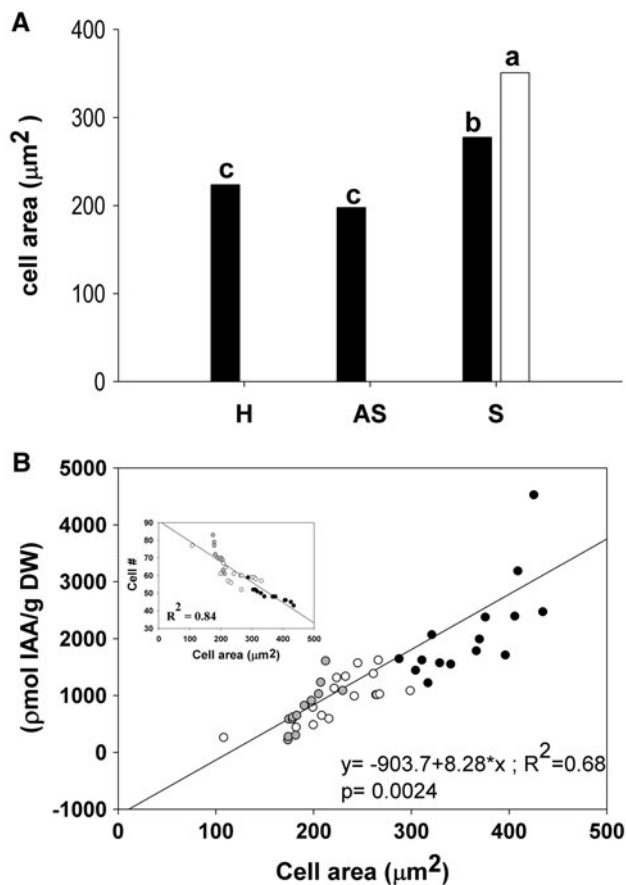 A
400
300
200
100
0
cell area (μm²)
c
c
b
a
H
AS
S
B
5000
4000
3000
2000
1000
0
-1000
(ρmol IAA/g DW)
90
80
70
60
50
40
30
Cell #
R² = 0.84
0 100 200 300 400 500
Cell area (μm²)
y= -903.7+8.28*x ; R²=0.68
p= 0.0024
0 100 200 300 400 500
Cell area (μm²)